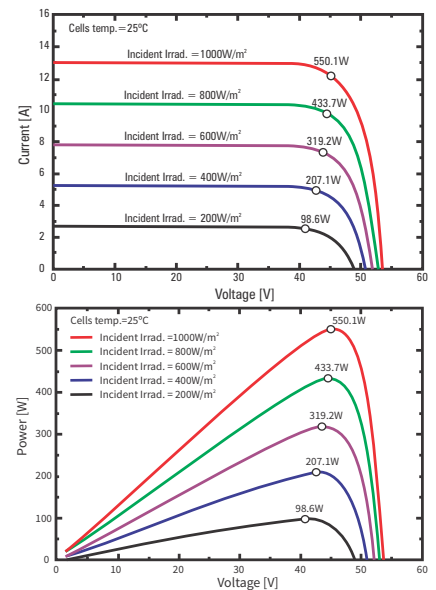 16
14
12
10
8
6
4
2
0
Current [A]
Cells temp.=25°C
Incident Irrad. =1000W/m²
550.1W
Incident Irrad. = 800W/m²
433.7W
Incident Irrad. = 600W/m²
319.2W
Incident Irrad. = 400W/m²
207.1W
Incident Irrad. = 200W/m²
98.6W
0 10 20 30 40 50 60
Voltage [V]
600
500
400
300
200
100
0
Power [W]
Cells temp.=25°C
Incident Irrad. =1000W/m²
Incident Irrad. = 800W/m²
Incident Irrad. = 600W/m²
Incident Irrad. = 400W/m²
Incident Irrad. = 200W/m²
550.1W
433.7W
319.2W
207.1W
98.6W
0 10 20 30 40 50 60
Voltage [V]